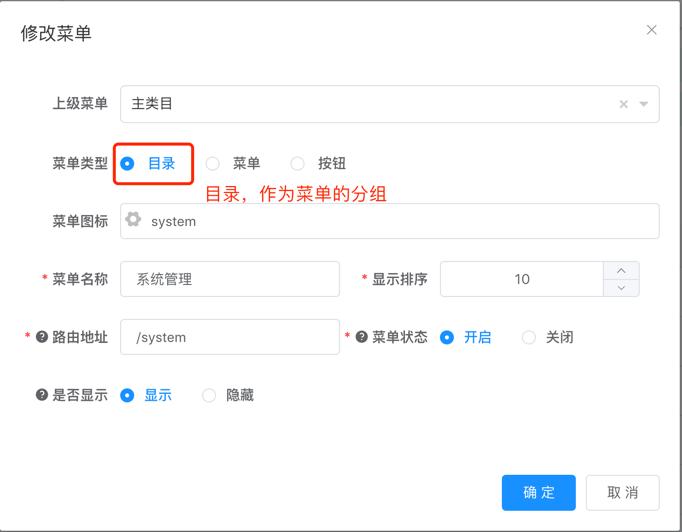 修改菜单
上级菜单 主类目
菜单类型 目录 菜单 按钮
目录，作为菜单的分组
菜单图标 system
* 菜单名称 系统管理 * 显示排序 10
* ? 路由地址 /system * ? 菜单状态 开启 关闭
? 是否显示 显示 隐藏
确 定 取 消